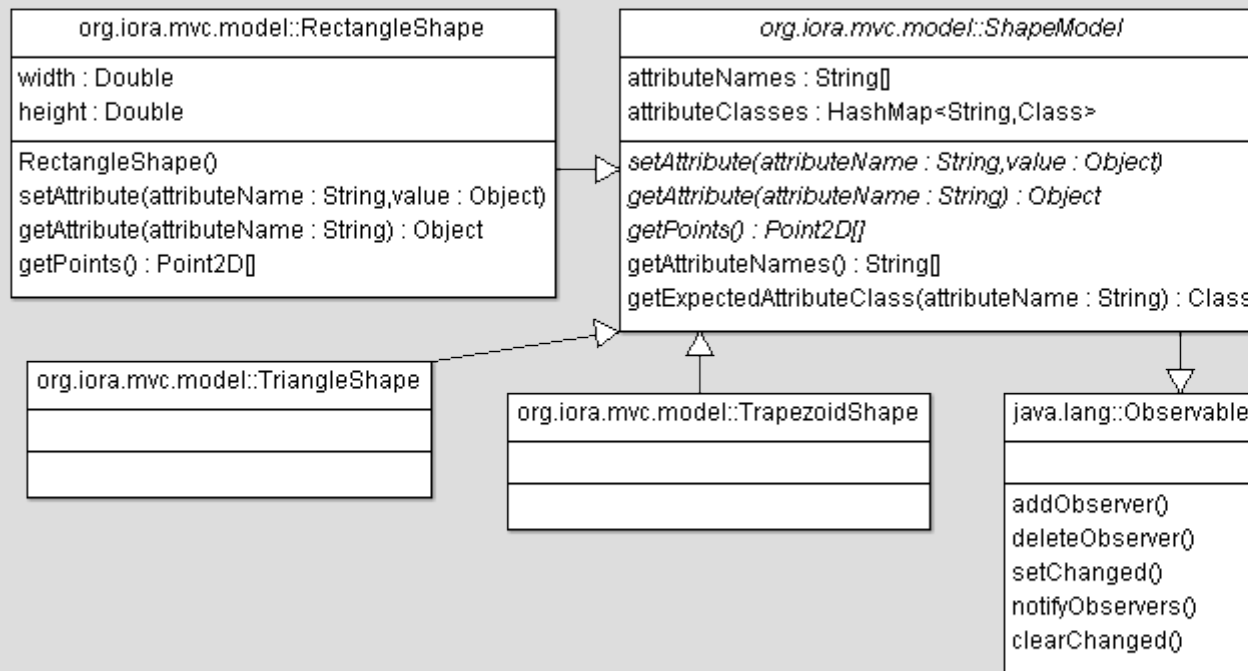 org.iora.mvc.model::RectangleShape
width : Double
height : Double
RectangleShape()
setAttribute(attributeName : String,value : Object)
getAttribute(attributeName : String) : Object
getPoints() : Point2D[]
org.iora.mvc.model::ShapeModel
attributeNames : String[]
attributeClasses : HashMap<String,Class>
setAttribute(attributeName : String,value : Object)
getAttribute(attributeName : String) : Object
getPoints() : Point2D[]
getAttributeNames() : String[]
getExpectedAttributeClass(attributeName : String) : Class
org.iora.mvc.model::TriangleShape
org.iora.mvc.model::TrapezoidShape
java.lang::Observable
addObserver()
deleteObserver()
setChanged()
notifyObservers()
clearChanged()